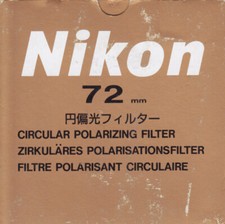 Nikon
72 mm
円偏光フィルター
CIRCULAR POLARIZING FILTER
ZIRKULÄRES POLARISATIONSFILTER
FILTRE POLARISANT CIRCULAIRE